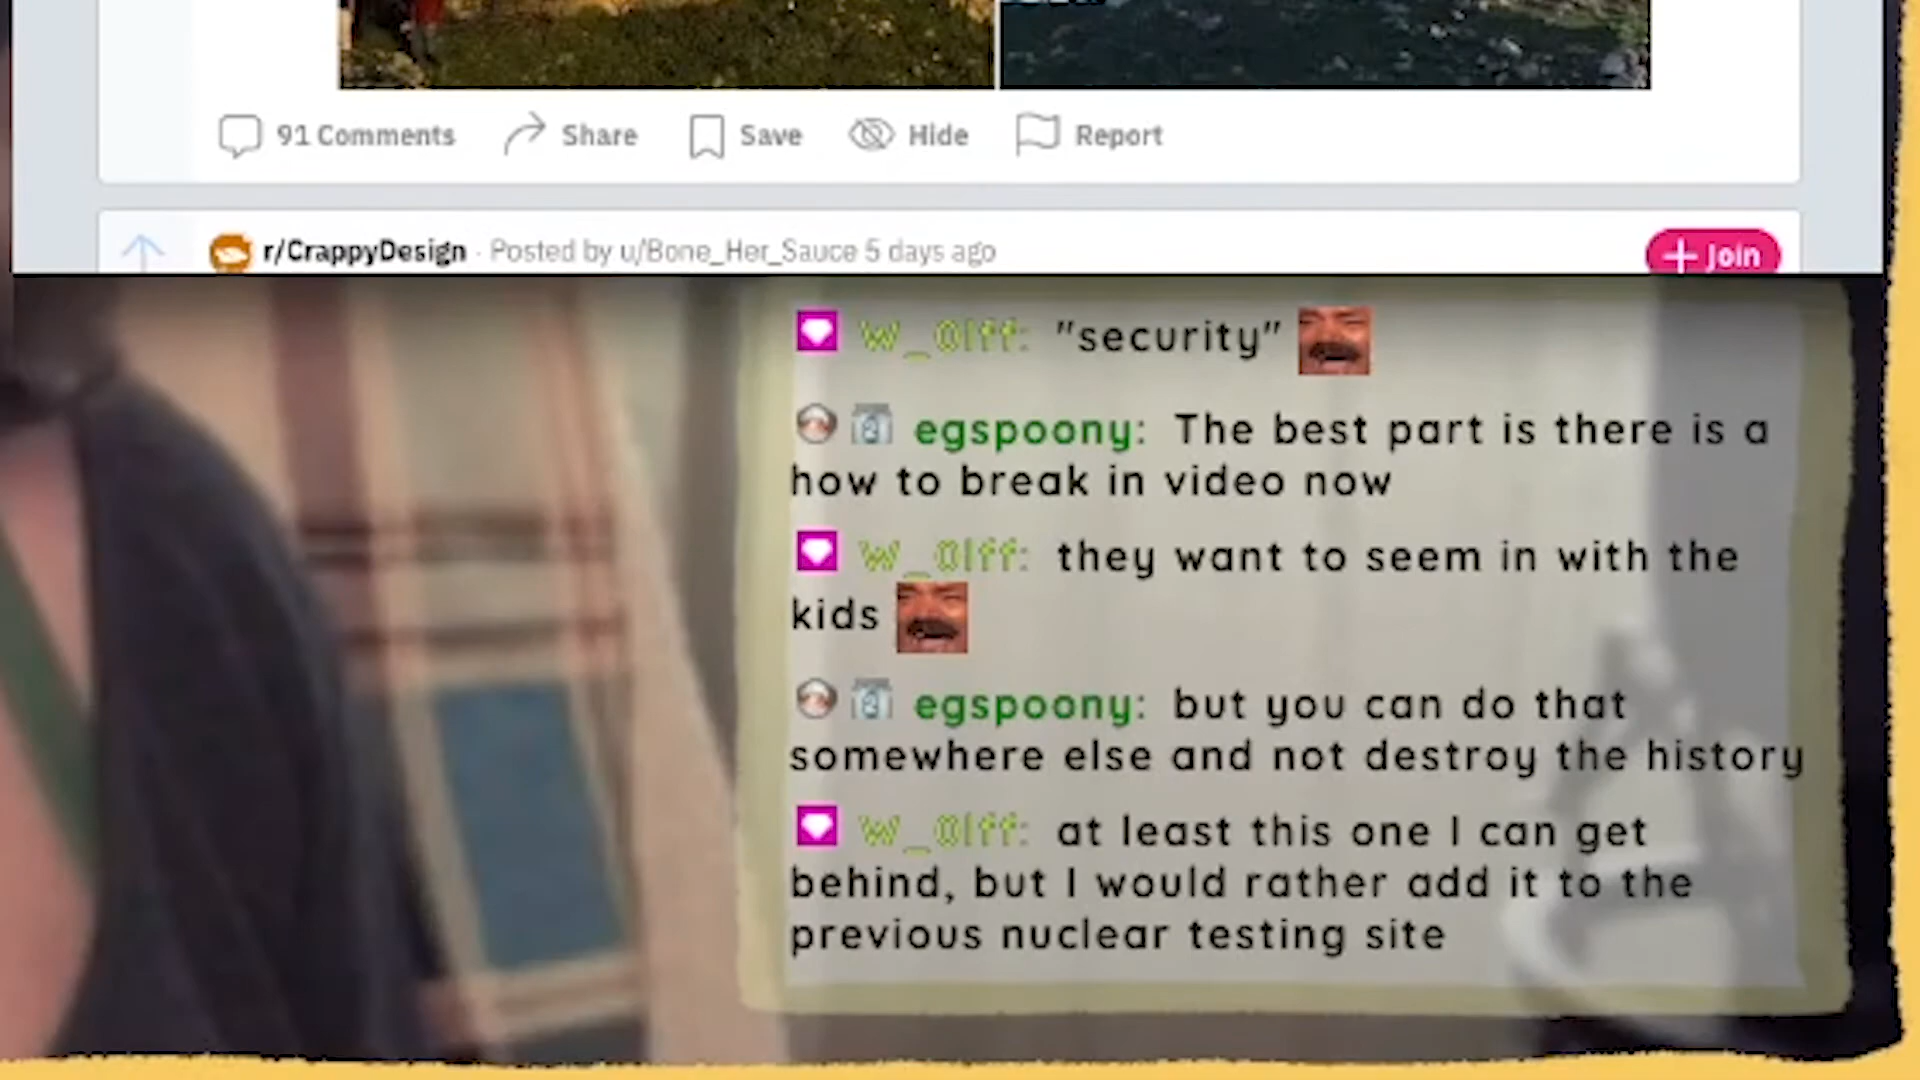 91 Comments Share Save Hide Report
r/CrappyDesign · Posted by u/Bone_Her_Sauce 5 days ago + Join
W_0lff: "security"
egspoony: The best part is there is a
how to break in video now
W_0lff: they want to seem in with the
kids
egspoony: but you can do that
somewhere else and not destroy the history
W_0lff: at least this one I can get
behind, but I would rather add it to the
previous nuclear testing site